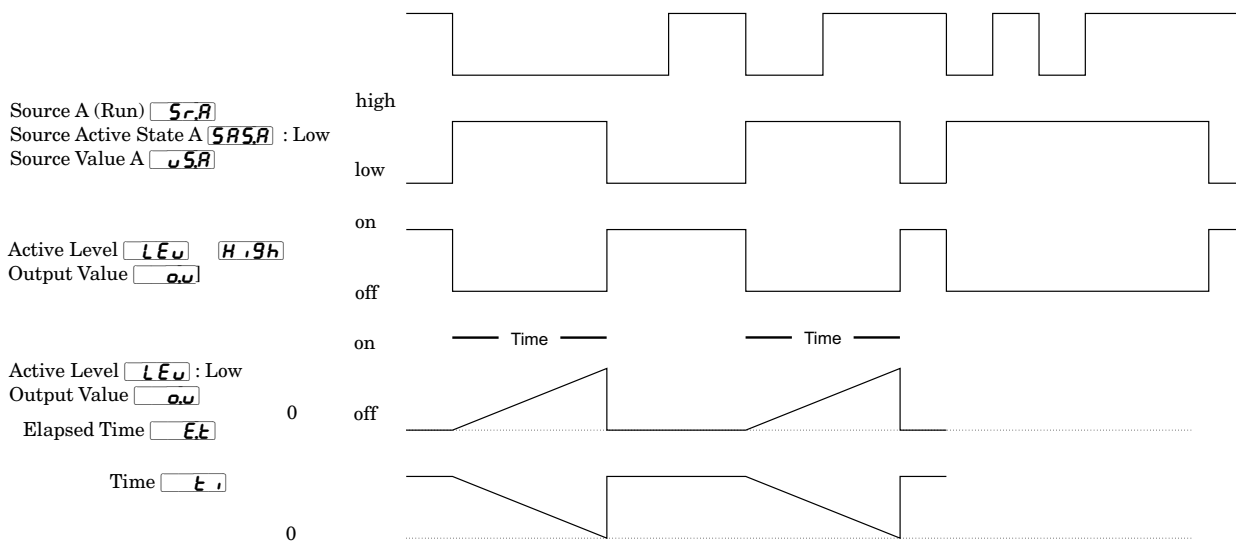 high
Source A (Run) Sr.A
Source Active State A SAS.A : Low
Source Value A uS.A
low
on
Active Level LEu High
Output Value o.u]
off
on
Time
Time
Active Level LEu : Low
Output Value o.u
0
off
Elapsed Time E.t
Time ti
0